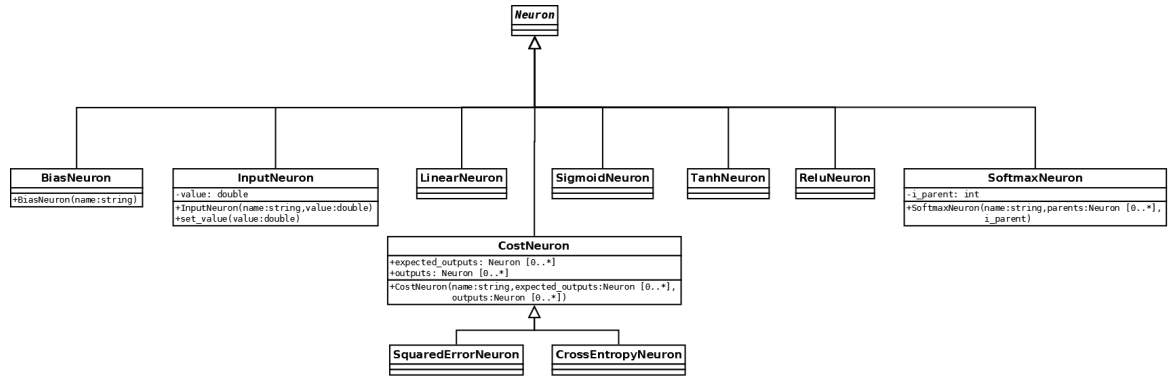 Neuron
BiasNeuron
+BiasNeuron(name:string)
InputNeuron
-value: double
+InputNeuron(name:string,value:double)
+set_value(value:double)
LinearNeuron
SigmoidNeuron
TanhNeuron
ReluNeuron
SoftmaxNeuron
-i_parent: int
+SoftmaxNeuron(name:string,parents:Neuron [0..*],
i_parent)
CostNeuron
+expected_outputs: Neuron [0..*]
+outputs: Neuron [0..*]
+CostNeuron(name:string,expected_outputs:Neuron [0..*],
outputs:Neuron [0..*])
SquaredErrorNeuron
CrossEntropyNeuron